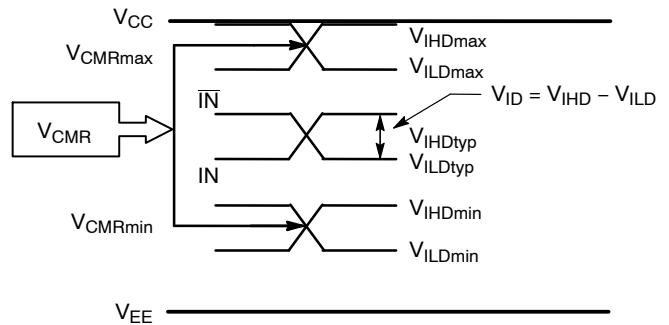 VCC
VIHDmax
VCMRmax
VILDmax
IN
VID = VIHD − VILD
VCMR
VIHDtyp
VILDtyp
IN
VIHDmin
VCMRmin
VILDmin
VEE